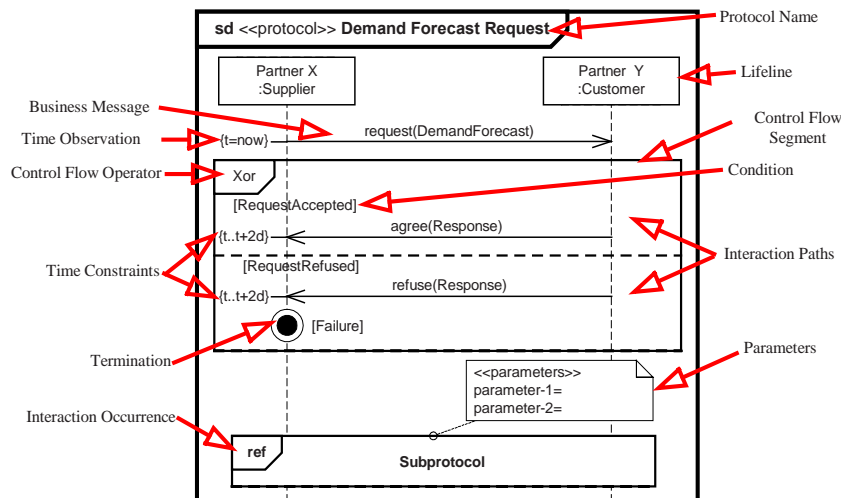 Protocol Name
sd <<protocol>> Demand Forecast Request
Partner X
:Supplier
Partner Y
:Customer
Lifeline
Business Message
Time Observation
{t=now}
request(DemandForecast)
Control Flow
Segment
Control Flow Operator
Xor
Condition
[RequestAccepted]
{t..t+2d}
agree(Response)
Time Constraints
Interaction Paths
[RequestRefused]
{t..t+2d}
refuse(Response)
[Failure]
Termination
Parameters
<<parameters>>
parameter-1=
parameter-2=
Interaction Occurrence
ref
Subprotocol